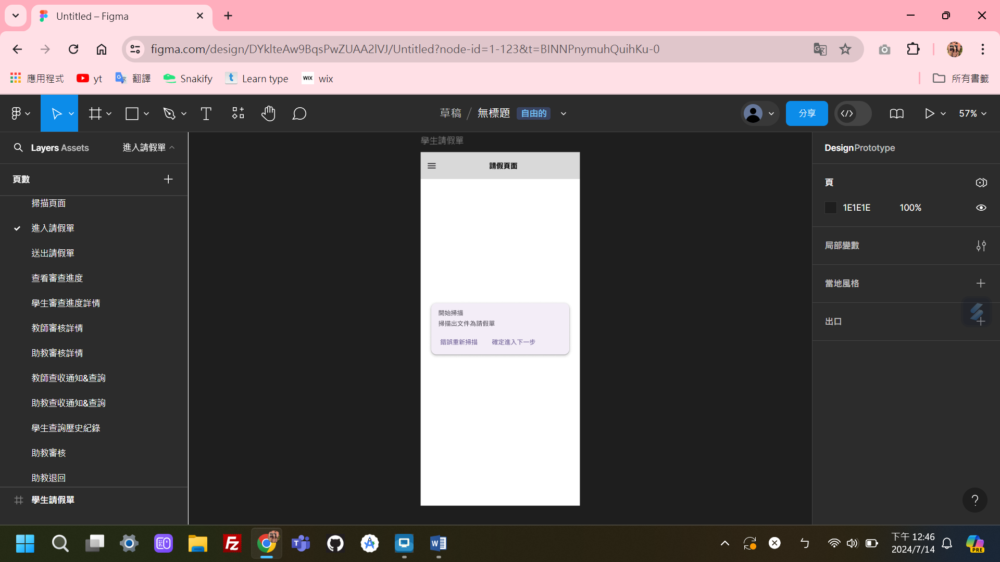 Untitled – Figma
figma.com/design/DYklteAw9BqsPwZUAA2lVJ/Untitled?node-id=1-123&t=BINNPnymuhQuihKu-0
應用程式
yt
翻譯
Snakify
Learn type
WIX wix
所有書籤
草稿 / 無標題 自由的
分享
57%
Layers Assets
進入請假單
頁數
掃描頁面
進入請假單
送出請假單
查看審查進度
學生審查進度詳情
教師審核詳情
助教審核詳情
教師查收通知&查詢
助教查收通知&查詢
學生查詢歷史紀錄
助教審核
助教退回
學生請假單
學生請假單
請假頁面
開始掃描
掃描出文件為請假單
錯誤重新掃描 確定進入下一步
Design Prototype
頁
1E1E1E 100%
局部變數
當地風格
出口
?
ㄅ
下午 12:46
2024/7/14
PRE